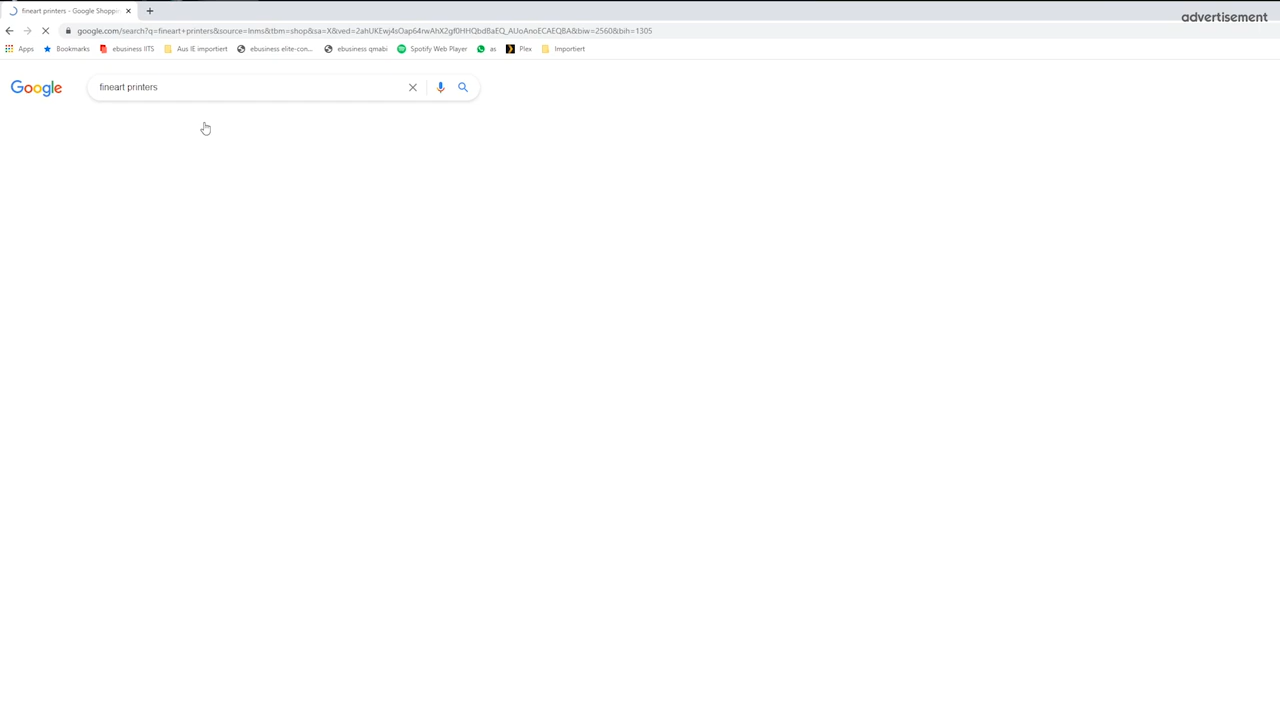 fineart printers - Google Shoppin
advertisement
google.com/search?q=fineart+printers&source=lnms&tbm=shop&sa=X&ved=2ahUKEwj4sOap64rwAhX2gf0HHQbdBaEQ_AUoAnoECAEQBA&biw=2560&bih=1305
Apps Bookmarks ebusiness IITS Aus IE importiert ebusiness elite-con... ebusiness qmabi Spotify Web Player as Plex Importiert
Google fineart printers